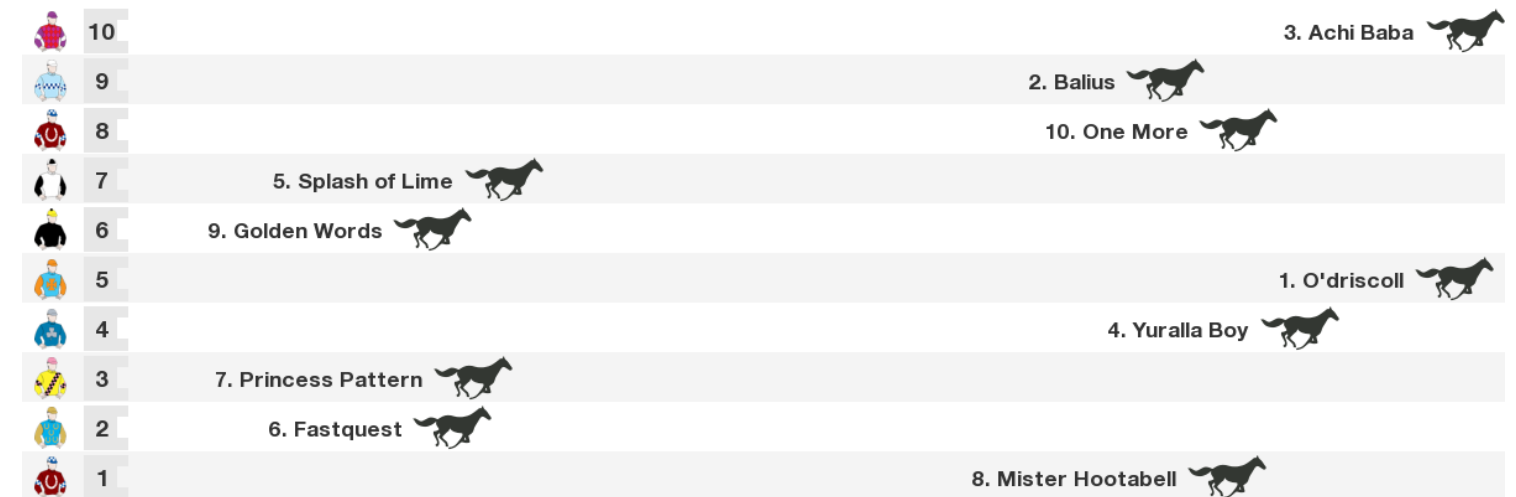 10 3. Achi Baba
9 2. Balius
8 10. One More
7 5. Splash of Lime
6 9. Golden Words
5 1. O'driscoll
4 4. Yuralla Boy
3 7. Princess Pattern
2 6. Fastquest
1 8. Mister Hootabell